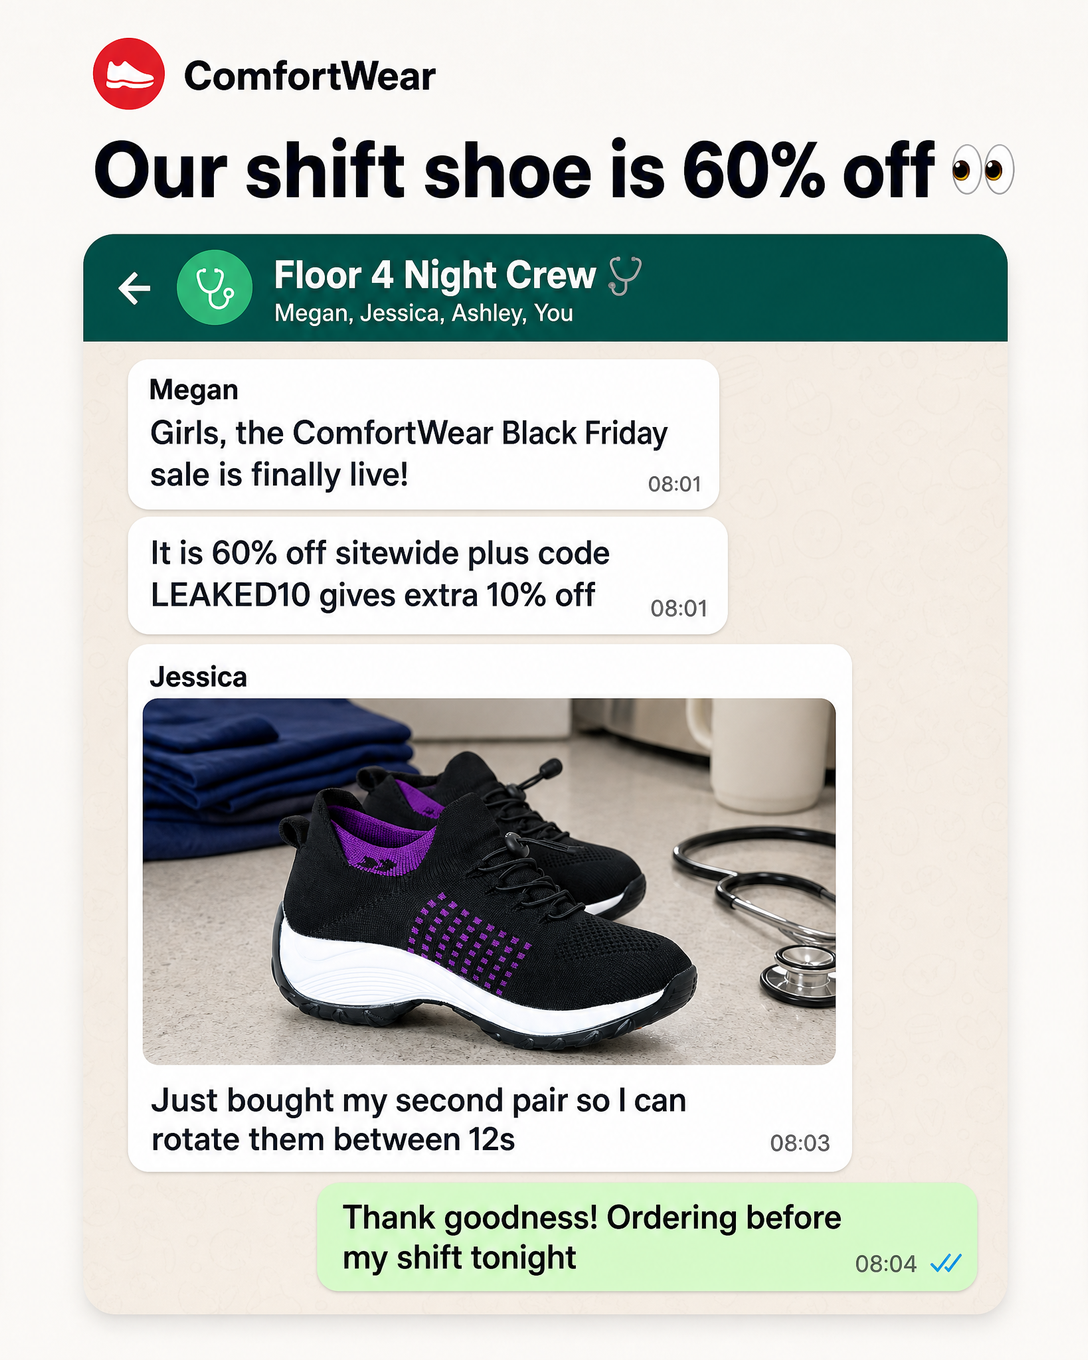 ComfortWear
Our shift shoe is 60% off 👀
Floor 4 Night Crew 🩺
Megan, Jessica, Ashley, You
Megan
Girls, the ComfortWear Black Friday
sale is finally live!
08:01
It is 60% off sitewide plus code
LEAKED10 gives extra 10% off
08:01
Jessica
Just bought my second pair so I can
rotate them between 12s
08:03
Thank goodness! Ordering before
my shift tonight
08:04